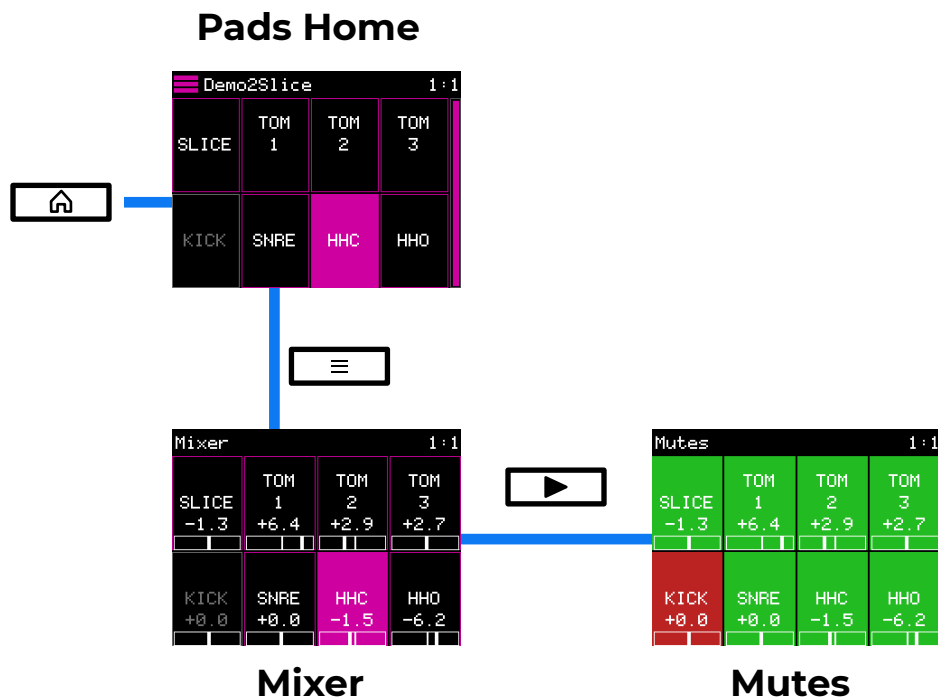 Pads Home
Demo2Slice 1:1
SLICE TOM 1 TOM 2 TOM 3
KICK SNRE HHC HHO
Mixer 1:1
SLICE -1.3 TOM 1 +6.4 TOM 2 +2.9 TOM 3 +2.7
KICK +0.0 SNRE +0.0 HHC -1.5 HHO -6.2
Mutes 1:1
SLICE -1.3 TOM 1 +6.4 TOM 2 +2.9 TOM 3 +2.7
KICK +0.0 SNRE +0.0 HHC -1.5 HHO -6.2
Mixer
Mutes